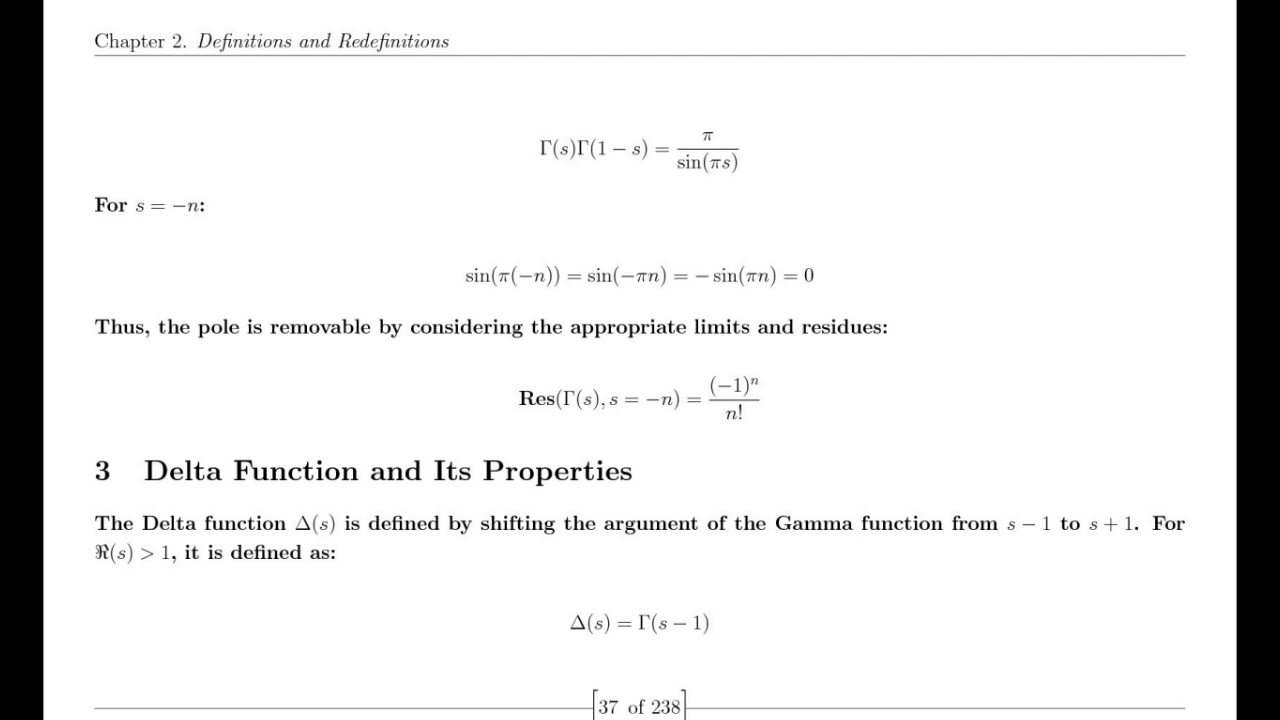 Chapter 2. Definitions and Redefinitions
Γ(s)Γ(1 − s) = π / sin(πs)
For s = −n:
sin(π(−n)) = sin(−πn) = − sin(πn) = 0
Thus, the pole is removable by considering the appropriate limits and residues:
Res(Γ(s), s = −n) = (−1)ⁿ / n!
3 Delta Function and Its Properties
The Delta function Δ(s) is defined by shifting the argument of the Gamma function from s − 1 to s + 1. For
ℜ(s) > 1, it is defined as:
Δ(s) = Γ(s − 1)
[37 of 238]